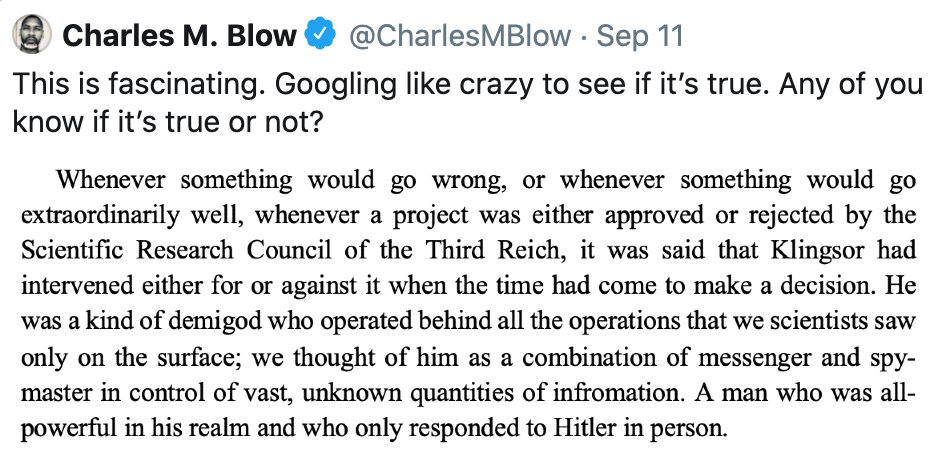 Charles M. Blow @CharlesMBlow · Sep 11
This is fascinating. Googling like crazy to see if it's true. Any of you
know if it's true or not?
Whenever something would go wrong, or whenever something would go
extraordinarily well, whenever a project was either approved or rejected by the
Scientific Research Council of the Third Reich, it was said that Klingsor had
intervened either for or against it when the time had come to make a decision. He
was a kind of demigod who operated behind all the operations that we scientists saw
only on the surface; we thought of him as a combination of messenger and spy-
master in control of vast, unknown quantities of infromation. A man who was all-
powerful in his realm and who only responded to Hitler in person.